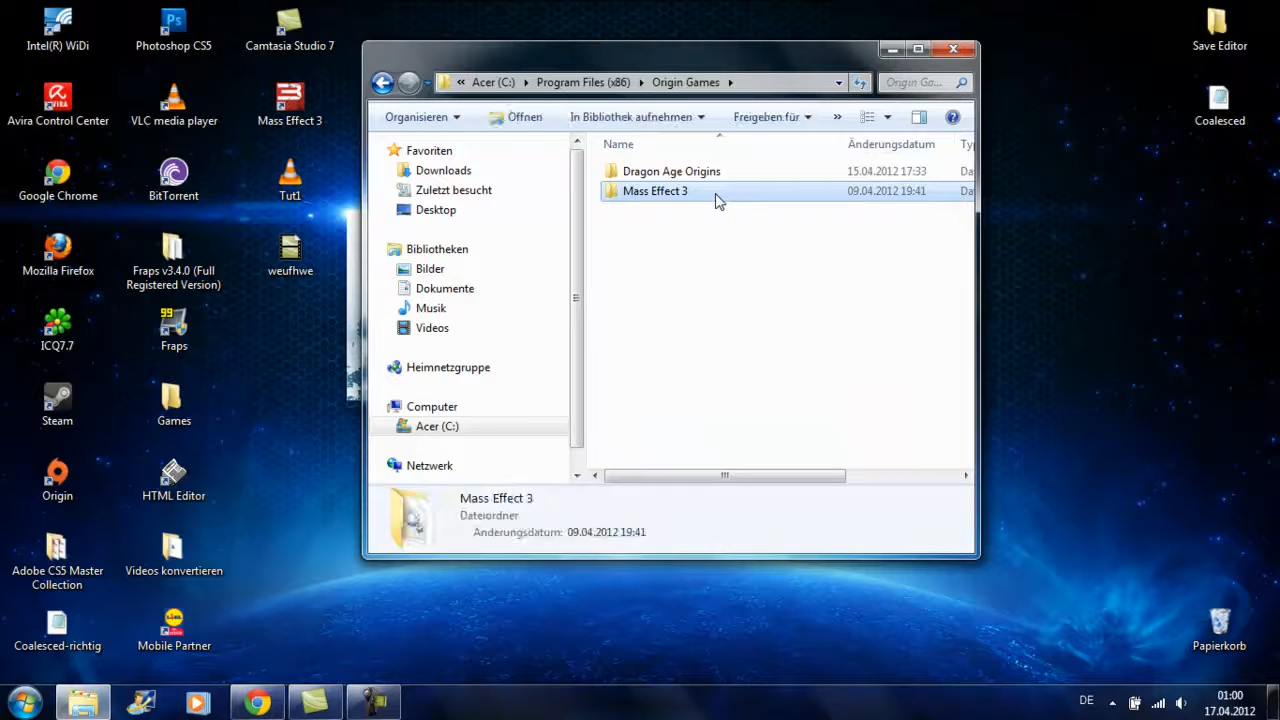 Intel(R) WiDi
Photoshop CS5
Camtasia Studio 7
Save Editor
Avira Control Center
VLC media player
Mass Effect 3
Coalesced
Google Chrome
BitTorrent
Tut1
Mozilla Firefox
Fraps v3.4.0 (Full
Registered Version)
weufhwe
ICQ7.7
99
Fraps
Steam
Games
Origin
HTML Editor
Adobe CS5 Master
Collection
Videos konvertieren
Coalesced-richtig
Mobile Partner
Papierkorb
« Acer (C:) Program Files (x86) Origin Games
Origin Ga...
Organisieren Öffnen In Bibliothek aufnehmen Freigeben für »
Name Änderungsdatum Ty
Dragon Age Origins 15.04.2012 17:33 Da
Mass Effect 3 09.04.2012 19:41 Da
Favoriten
Downloads
Zuletzt besucht
Desktop
Bibliotheken
Bilder
Dokumente
Musik
Videos
Heimnetzgruppe
Computer
Acer (C:)
Netzwerk
Mass Effect 3
Dateiordner
Änderungsdatum: 09.04.2012 19:41
DE
01:00
17.04.2012